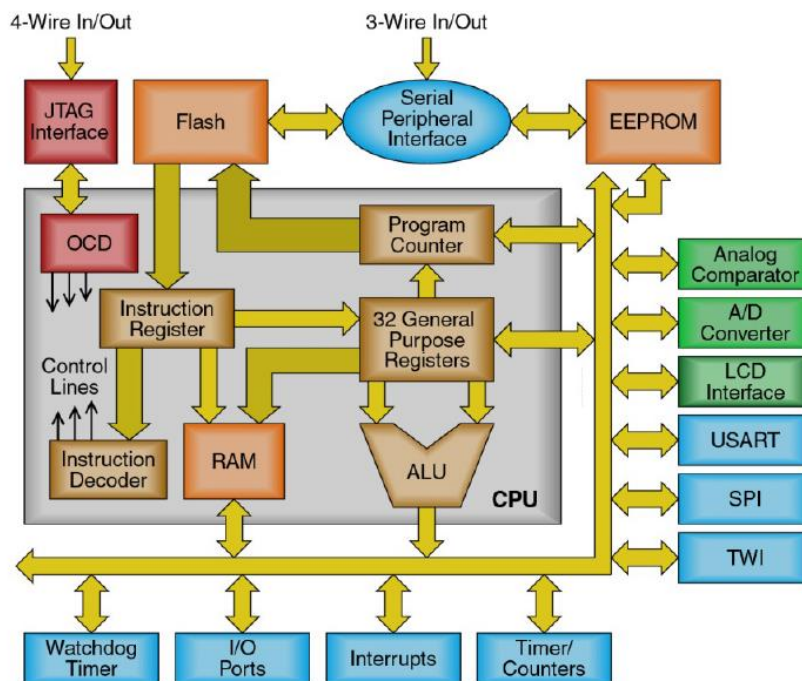 4-Wire In/Out
3-Wire In/Out
JTAG
Interface
Flash
Serial
Peripheral
Interface
EEPROM
OCD
Program
Counter
Analog
Comparator
Instruction
Register
32 General
Purpose
Registers
A/D
Converter
Control
Lines
LCD
Interface
Instruction
Decoder
RAM
ALU
USART
CPU
SPI
TWI
Watchdog
Timer
I/O
Ports
Interrupts
Timer/
Counters